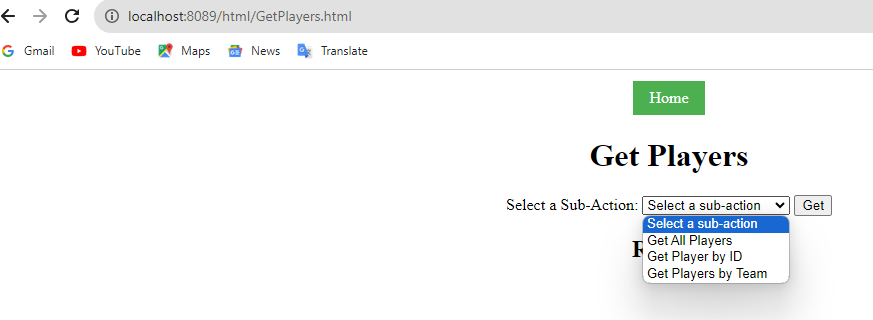 localhost:8089/html/GetPlayers.html
Gmail YouTube Maps News Translate
Home
Get Players
Select a Sub-Action: Select a sub-action Get
Select a sub-action
Get All Players
Get Player by ID
Get Players by Team